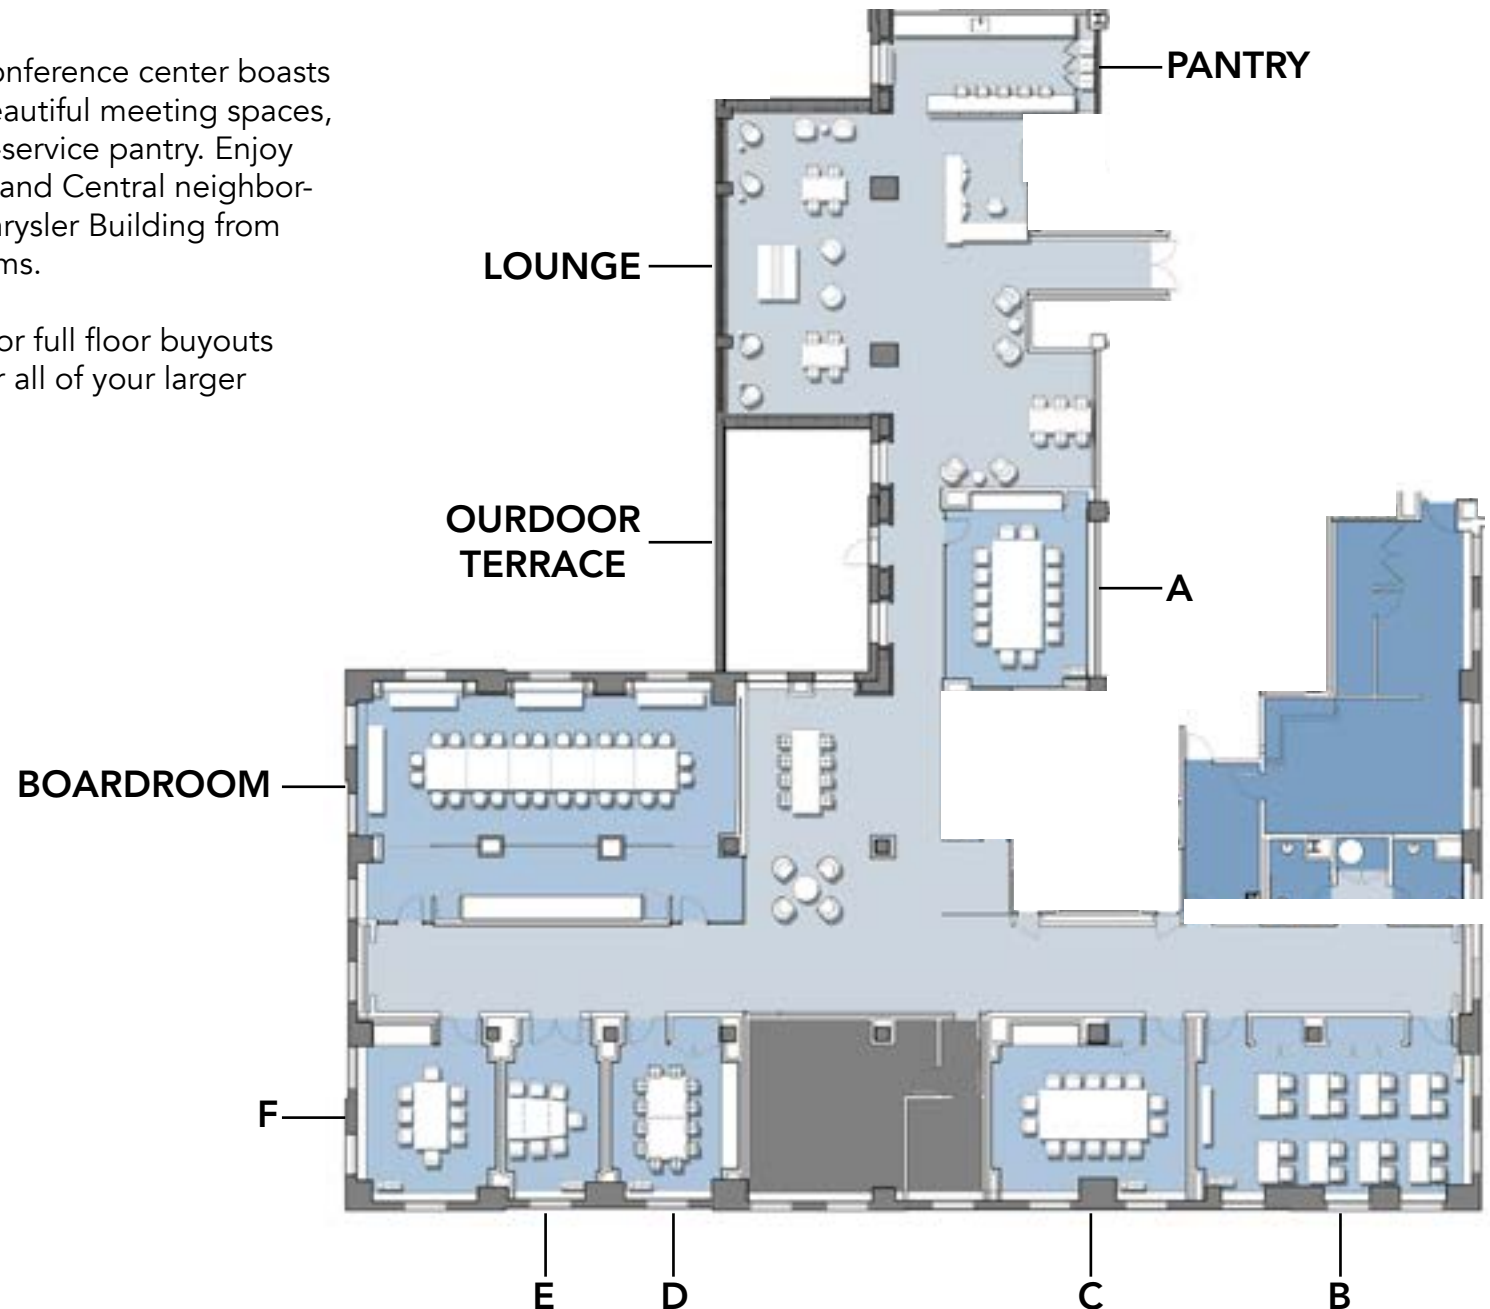 onference center boasts
eautiful meeting spaces,
service pantry. Enjoy
and Central neighbor-
rysler Building from
ms.
or full floor buyouts
r all of your larger
PANTRY
LOUNGE
OURDOOR
TERRACE
A
BOARDROOM
F
E
D
C
B